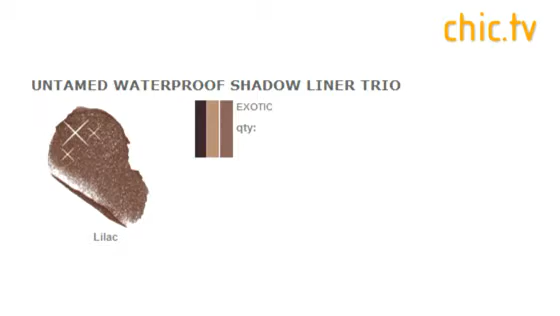 chic.tv
UNTAMED WATERPROOF SHADOW LINER TRIO
EXOTIC
qty:
Lilac